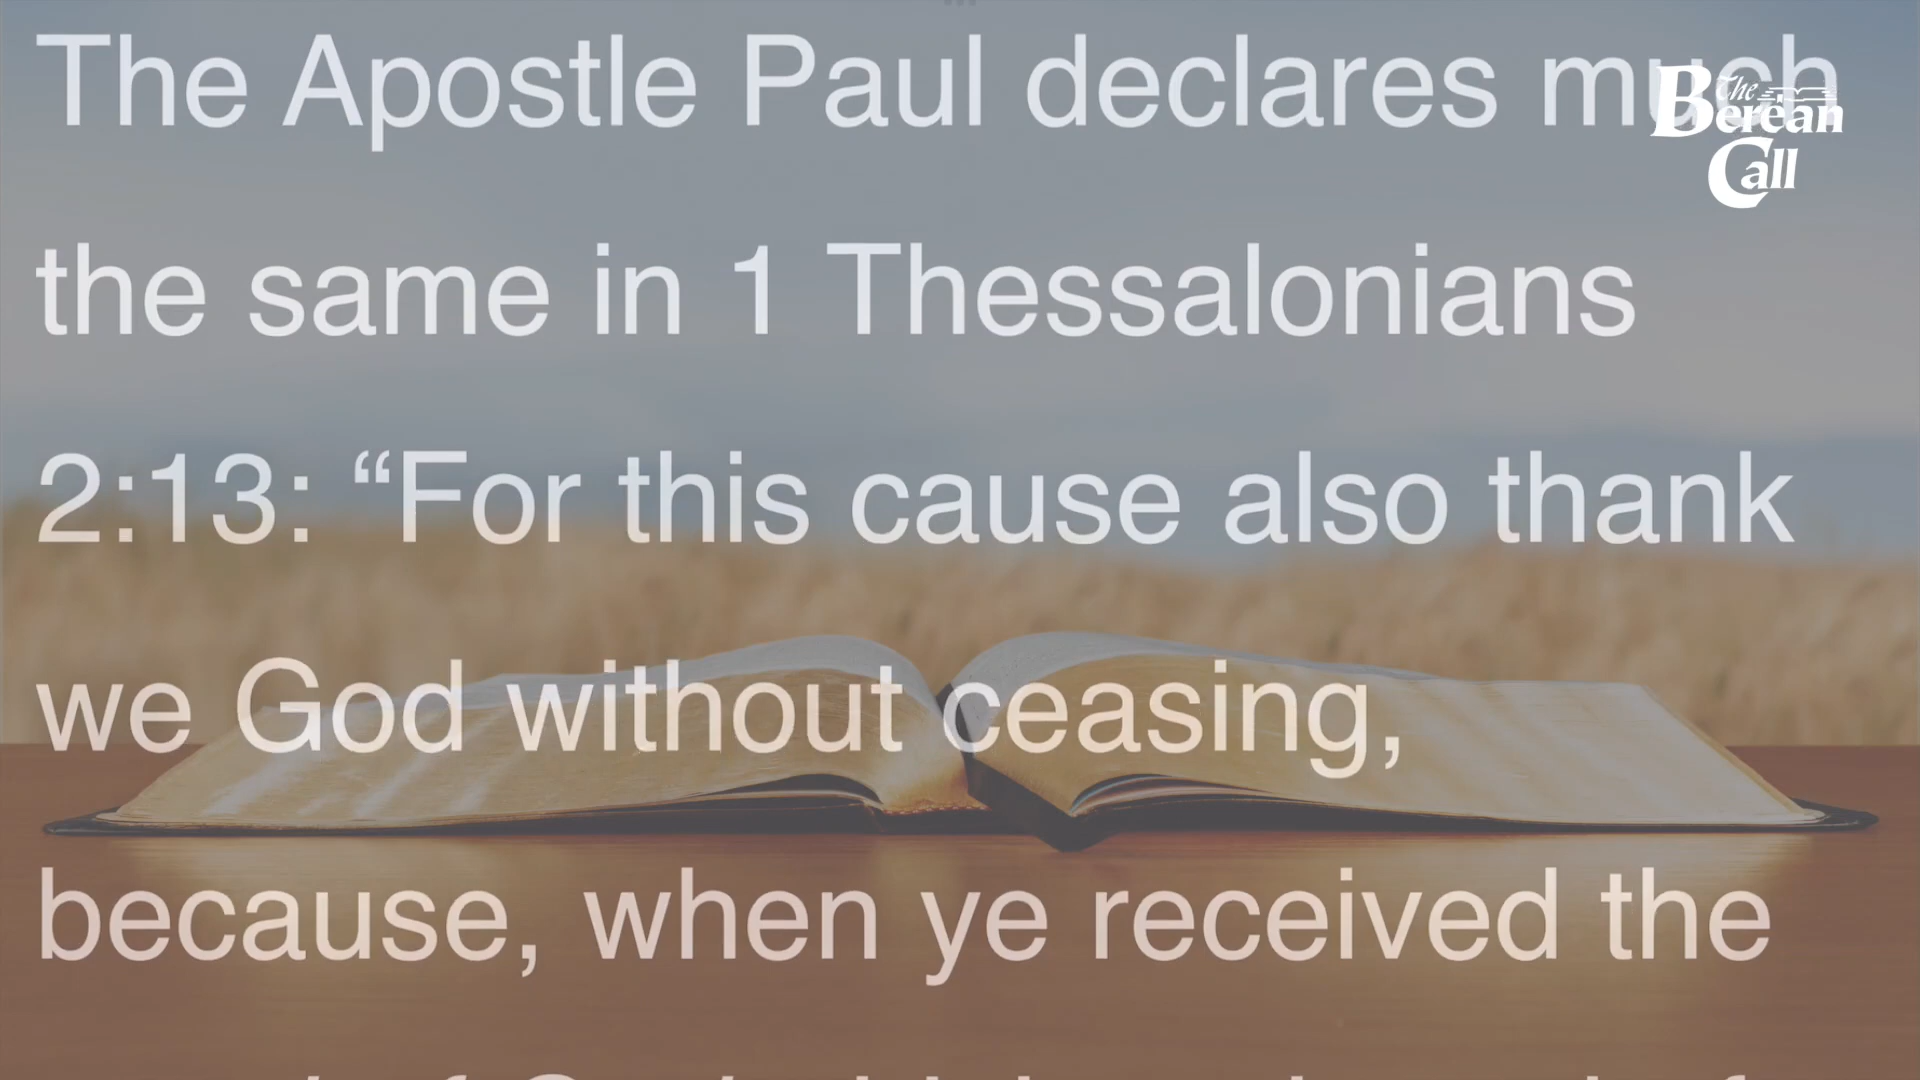 The Apostle Paul declares much
the same in 1 Thessalonians
2:13: “For this cause also thank
we God without ceasing,
because, when ye received the
The
Berean
Call